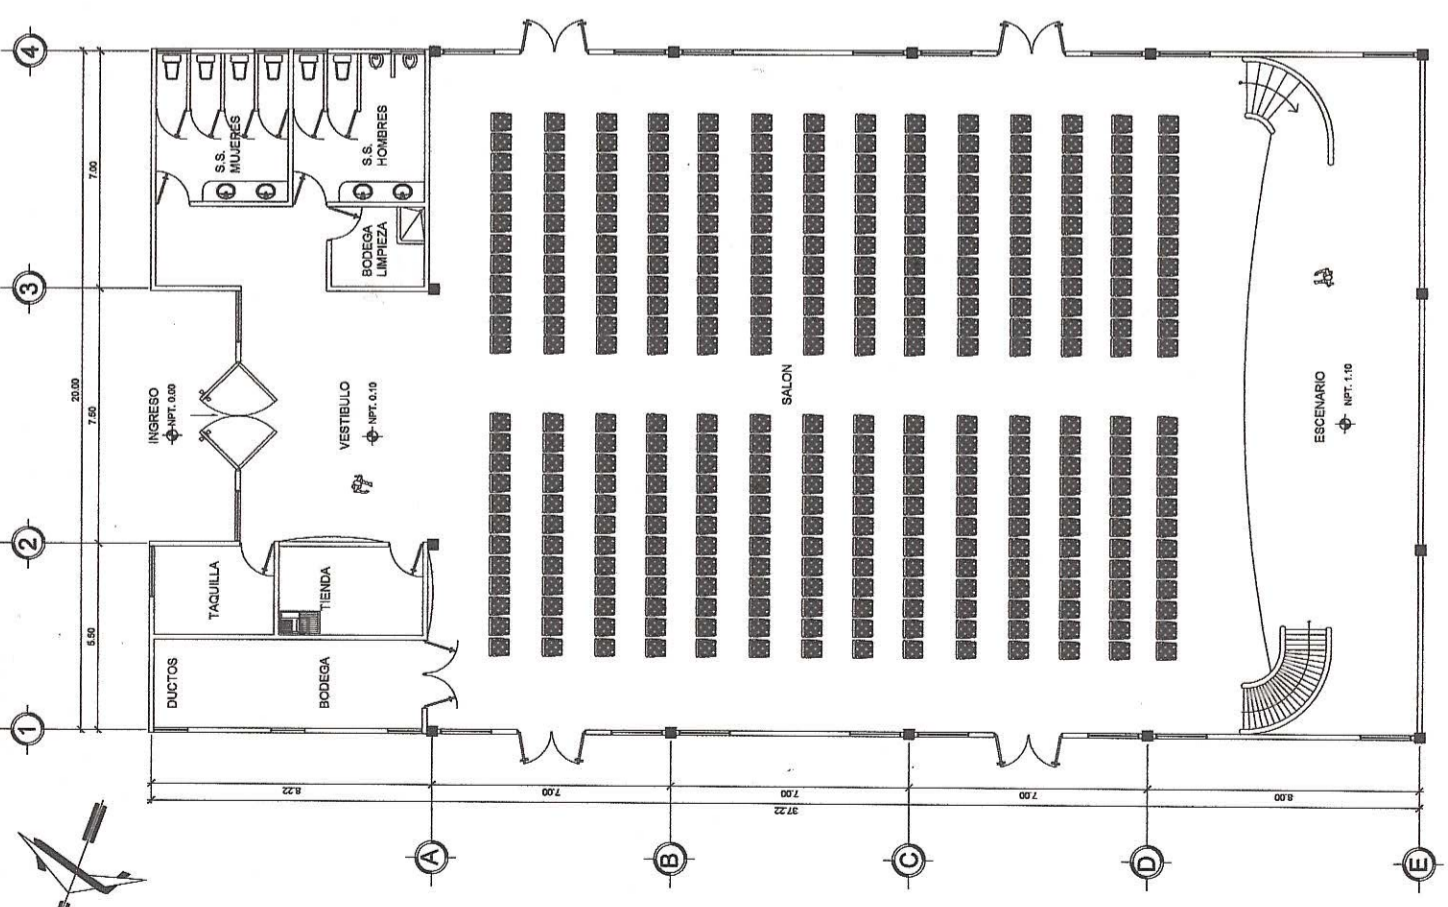 4
3
2
1
7.00
20.00
7.50
5.50
S.S.
MUJERES
S.S.
HOMBRES
BODEGA
LIMPIEZA
INGRESO
NPT. 0.00
VESTIBULO
NPT. 0.10
SALON
ESCENARIO
NPT. 1.10
TAQUILLA
TIENDA
DUCTOS
BODEGA
8.22
7.00
7.00
7.00
8.00
37.22
A
B
C
D
E